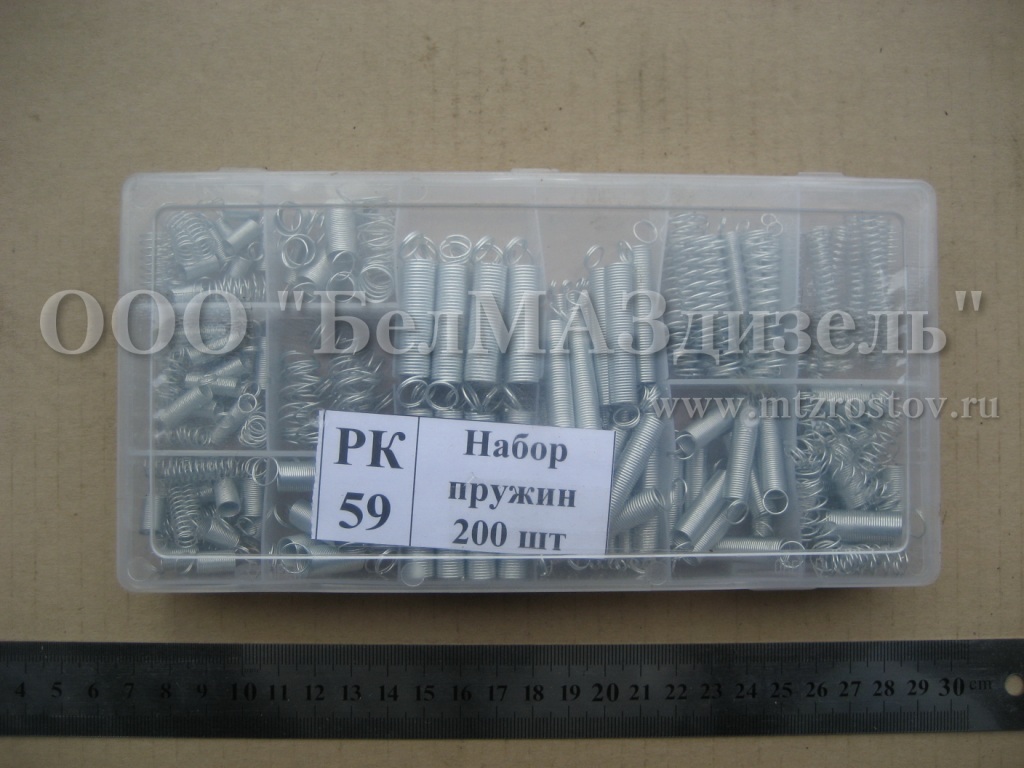 ООО "БелМАЗдизель"
www.mtzrostov.ru
РК
59
Набор
пружин
200 шт
4 5 6 7 8 9 10 11 12 13 14 15 16 17 18 19 20 21 22 23 24 25 26 27 28 29 30 cm